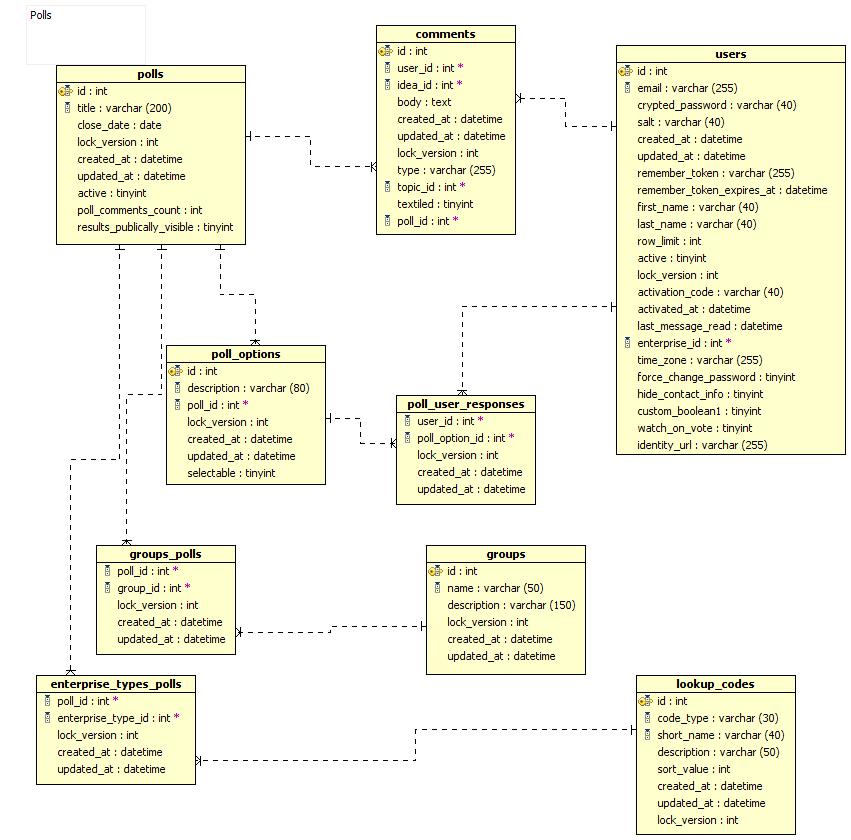 Polls
polls
id : int
title : varchar (200)
close_date : date
lock_version : int
created_at : datetime
updated_at : datetime
active : tinyint
poll_comments_count : int
results_publically_visible : tinyint
comments
id : int
user_id : int *
idea_id : int *
body : text
created_at : datetime
updated_at : datetime
lock_version : int
type : varchar (255)
topic_id : int *
textiled : tinyint
poll_id : int *
users
id : int
email : varchar (255)
crypted_password : varchar (40)
salt : varchar (40)
created_at : datetime
updated_at : datetime
remember_token : varchar (255)
remember_token_expires_at : datetime
first_name : varchar (40)
last_name : varchar (40)
row_limit : int
active : tinyint
lock_version : int
activation_code : varchar (40)
activated_at : datetime
last_message_read : datetime
enterprise_id : int *
time_zone : varchar (255)
force_change_password : tinyint
hide_contact_info : tinyint
custom_boolean1 : tinyint
watch_on_vote : tinyint
identity_url : varchar (255)
poll_options
id : int
description : varchar (80)
poll_id : int *
lock_version : int
created_at : datetime
updated_at : datetime
selectable : tinyint
poll_user_responses
user_id : int *
poll_option_id : int *
lock_version : int
created_at : datetime
updated_at : datetime
groups_polls
poll_id : int *
group_id : int *
lock_version : int
created_at : datetime
updated_at : datetime
groups
id : int
name : varchar (50)
description : varchar (150)
lock_version : int
created_at : datetime
updated_at : datetime
enterprise_types_polls
poll_id : int *
enterprise_type_id : int *
lock_version : int
created_at : datetime
updated_at : datetime
lookup_codes
id : int
code_type : varchar (30)
short_name : varchar (40)
description : varchar (50)
sort_value : int
created_at : datetime
updated_at : datetime
lock_version : int